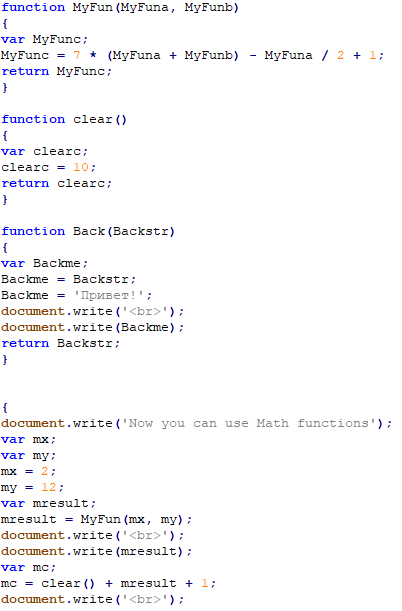 function MyFun(MyFuna, MyFunb)
{
var MyFunc;
MyFunc = 7 * (MyFuna + MyFunb) - MyFuna / 2 + 1;
return MyFunc;
}
function clear()
{
var clearc;
clearc = 10;
return clearc;
}
function Back(Backstr)
{
var Backme;
Backme = Backstr;
Backme = 'Привет!';
document.write('<br>');
document.write(Backme);
return Backstr;
}
{
document.write('Now you can use Math functions');
var mx;
var my;
mx = 2;
my = 12;
var mresult;
mresult = MyFun(mx, my);
document.write('<br>');
document.write(mresult);
var mc;
mc = clear() + mresult + 1;
document.write('<br>');